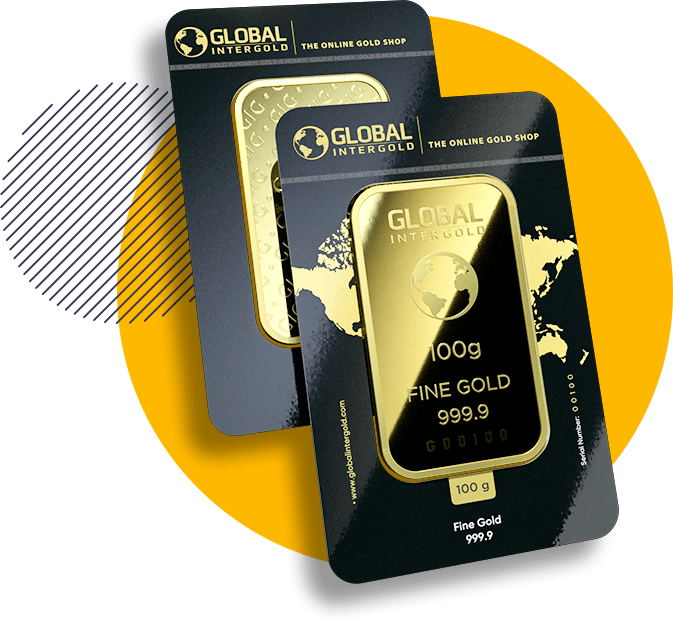 GLOBAL
INTERGOLD
THE ONLINE GOLD SHOP
GLOBAL
INTERGOLD
THE ONLINE GOLD SHOP
GLOBAL
INTERGOLD
100g
FINE GOLD
999.9
G00100
• www.globalintergold.com
Serial Number: 00100
100 g
Fine Gold
999.9